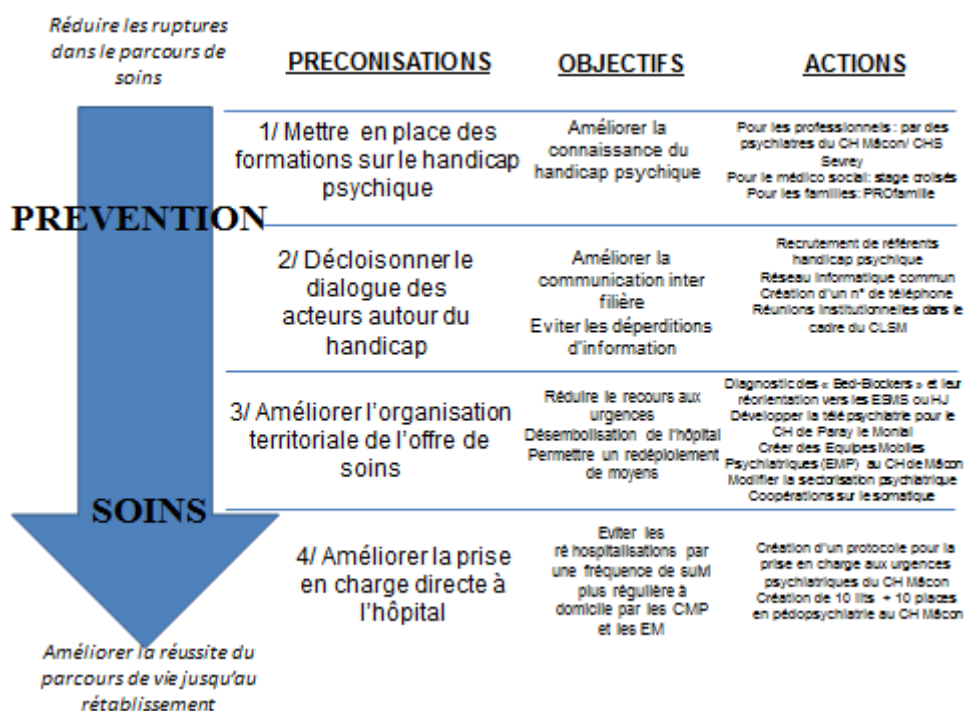 Réduire les ruptures
dans le parcours de
soins
PRECONISATIONS
OBJECTIFS
ACTIONS
PREVENTION
1/ Mettre en place des
formations sur le handicap
psychique
Améliorer la
connaissance du
handicap psychique
Pour les professionnels : par des
psychiatres du CH Mâcon/ CHS
Sevrey
Pour le médico social: stage croisés
Pour les familles: PROfamille
2/ Décloisonner le
dialogue des
acteurs autour du
handicap
Améliorer la
communication inter
filière
Eviter les déperditions
d'information
Recrutement de référents
handicap psychique
Réseau informatique commun
Création d'un n° de téléphone
Réunions Institutionnelles dans le
cadre du CLSM
3/ Améliorer l'organisation
territoriale de l'offre de
soins
Réduire le recours aux
urgences
Désembolisation de l'hôpital
Permettre un redéploiement
de moyens
Diagnostic des « Bed-Blockers » et leur
réorientation vers les ESMS ou HJ
Développer la télé psychiatrie pour le
CH de Paray le Monial
Créer des Equipes Mobiles
Psychiatriques (EMP) au CH de Mâcon
Modifier la sectorisation psychiatrique
Coopérations sur le somatique
SOINS
4/ Améliorer la prise
en charge directe à
l'hôpital
Eviter les
ré hospitalisations par
une fréquence de suivi
plus régulière à
domicile par les CMP
et les EM
Création d'un protocole pour la
prise en charge aux urgences
psychiatriques du CH Mâcon
Création de 10 lits + 10 places
en pédopsychiatrie au CH Mâcon
Améliorer la réussite du
parcours de vie jusqu'au
rétablissement